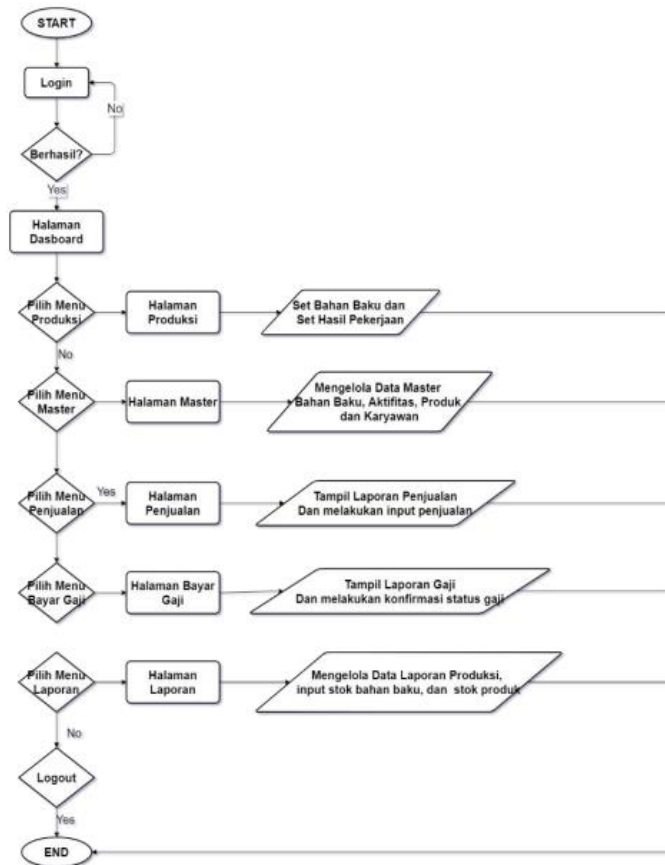 START
Login
No
Berhasil?
Yes
Halaman
Dasboard
Pilih Menu
Produksi
Halaman
Produksi
Set Bahan Baku dan
Set Hasil Pekerjaan
No
Pilih Menu
Master
Halaman Master
Mengelola Data Master
Bahan Baku, Aktifitas, Produk
dan Karyawan
Pilih Menu
Penjualan
Yes
Halaman
Penjualan
Tampil Laporan Penjualan
Dan melakukan input penjualan
Pilih Menu
Bayar Gaji
Halaman Bayar
Gaji
Tampil Laporan Gaji
Dan melakukan konfirmasi status gaji
Pilih Menu
Laporan
Halaman
Laporan
Mengelola Data Laporan Produksi,
input stok bahan baku, dan stok produk
No
Logout
Yes
END